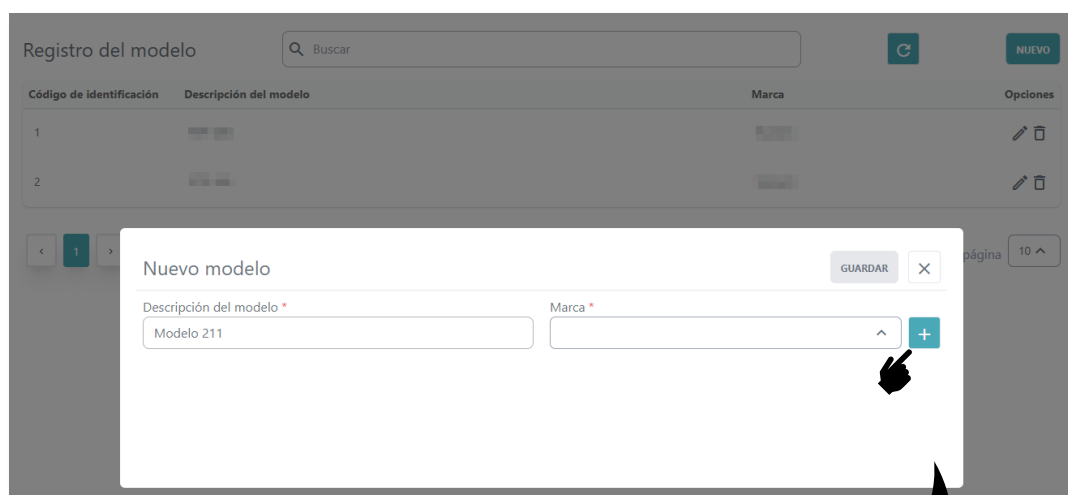 Registro del modelo
Buscar
NUEVO
Código de identificación Descripción del modelo Marca Opciones
1
2
‹ 1 › página 10
Nuevo modelo
GUARDAR
Descripción del modelo * Marca *
Modelo 211